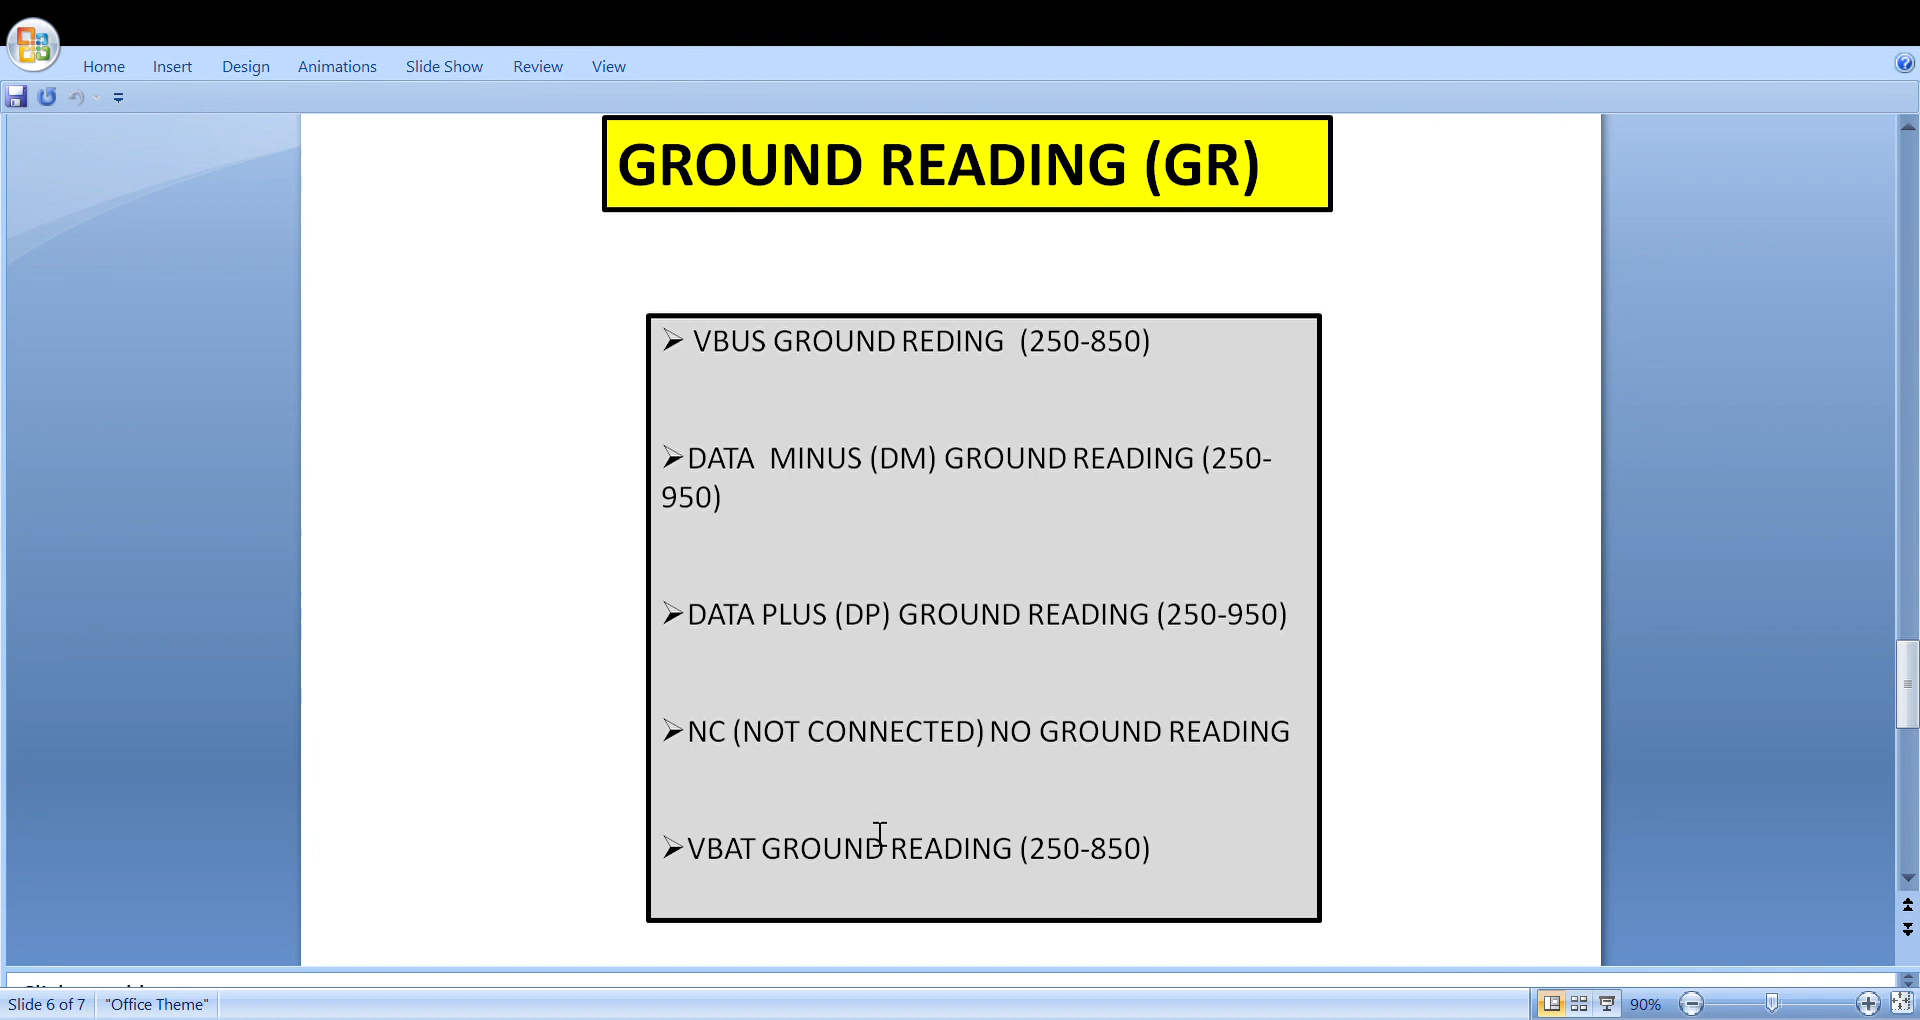 Home Insert Design Animations Slide Show Review View
GROUND READING (GR)
➢ VBUS GROUND REDING (250-850)
➢DATA MINUS (DM) GROUND READING (250-
950)
➢DATA PLUS (DP) GROUND READING (250-950)
➢NC (NOT CONNECTED) NO GROUND READING
➢VBAT GROUND READING (250-850)
Slide 6 of 7 "Office Theme" 90%